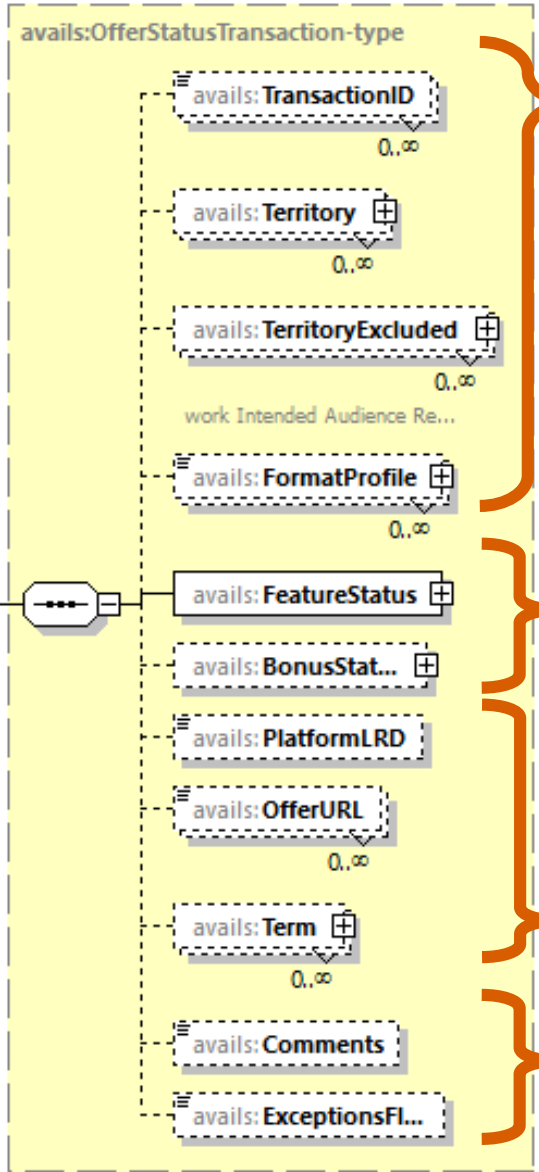 avails:OfferStatusTransaction-type
avails:TransactionID
0..∞
avails:Territory
0..∞
avails:TerritoryExcluded
0..∞
work Intended Audience Re...
avails:FormatProfile
0..∞
avails:FeatureStatus
avails:BonusStat...
avails:PlatformLRD
avails:OfferURL
0..∞
avails:Term
0..∞
avails:Comments
avails:ExceptionsFl...